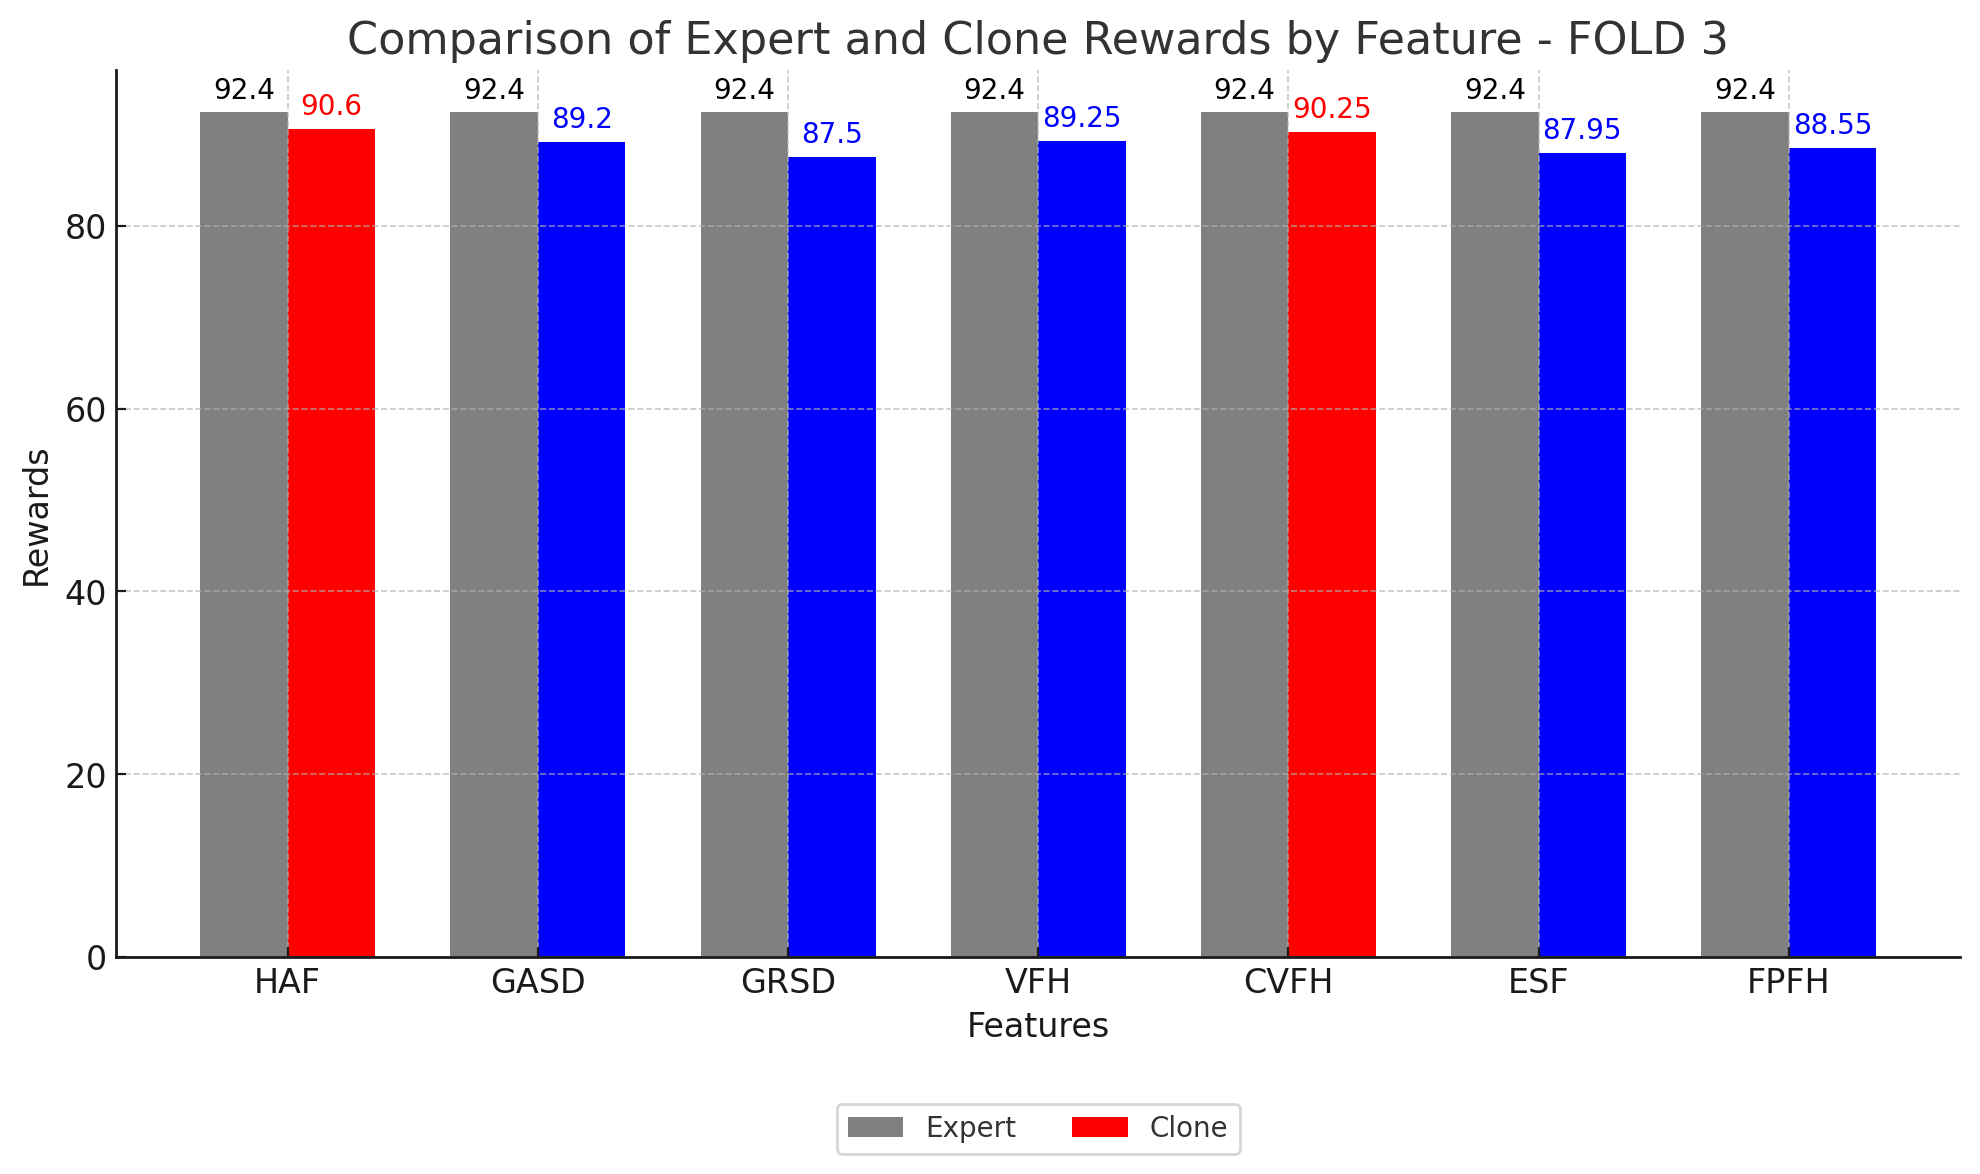 Comparison of Expert and Clone Rewards by Feature - FOLD 3
92.4 90.6 92.4 89.2 92.4 87.5 92.4 89.25 92.4 90.25 92.4 87.95 92.4 88.55
80
60
40
20
0
Rewards
HAF GASD GRSD VFH CVFH ESF FPFH
Features
Expert Clone